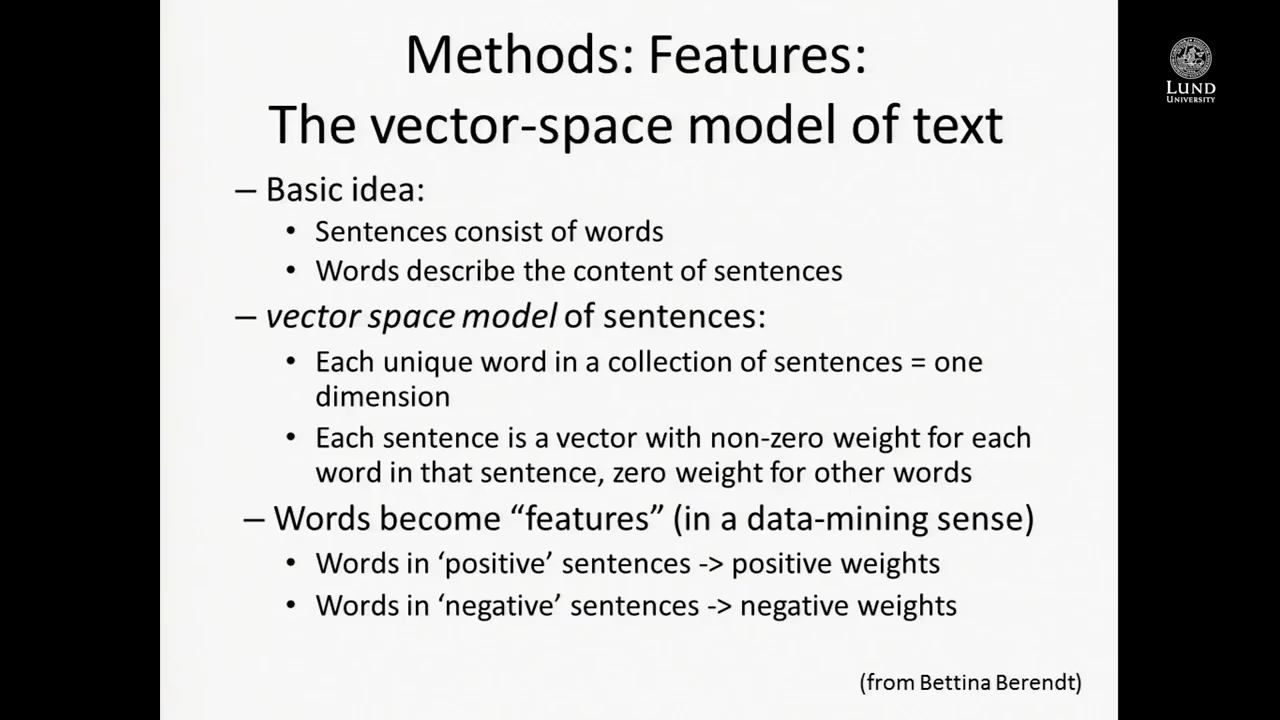 Methods: Features:
The vector-space model of text
LUND
UNIVERSITY
– Basic idea:
• Sentences consist of words
• Words describe the content of sentences
– vector space model of sentences:
• Each unique word in a collection of sentences = one
dimension
• Each sentence is a vector with non-zero weight for each
word in that sentence, zero weight for other words
– Words become “features” (in a data-mining sense)
• Words in ‘positive’ sentences -> positive weights
• Words in ‘negative’ sentences -> negative weights
(from Bettina Berendt)